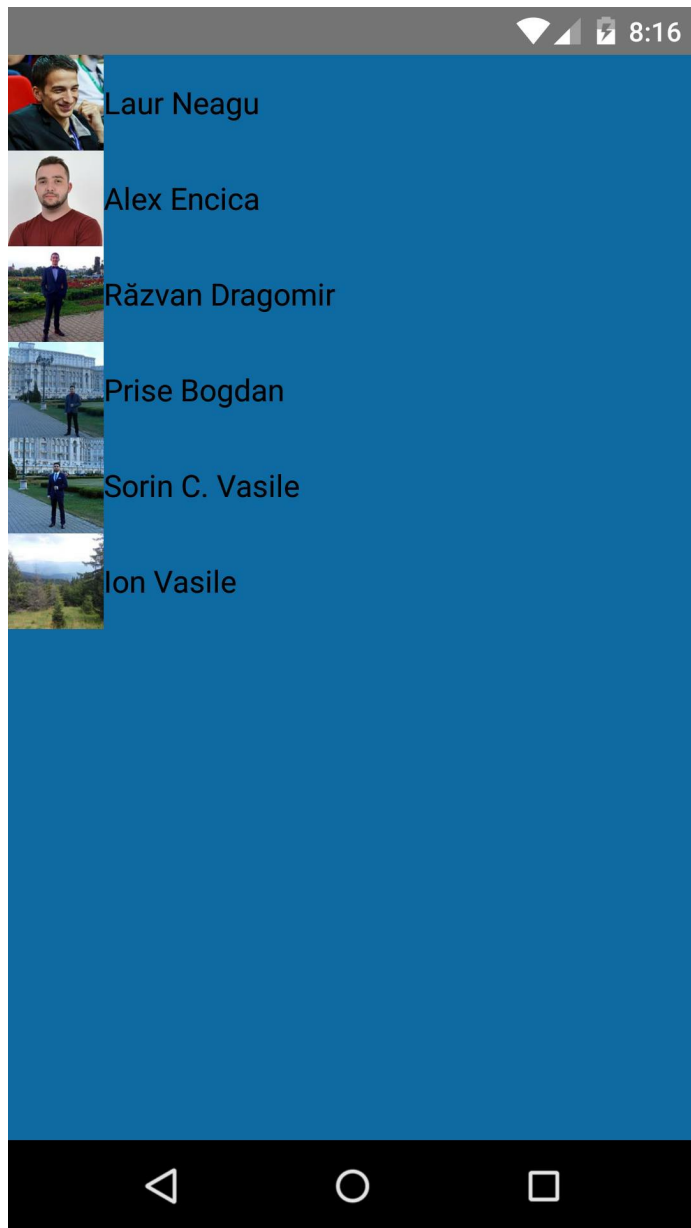 8:16
Laur Neagu
Alex Encica
Răzvan Dragomir
Prise Bogdan
Sorin C. Vasile
Ion Vasile